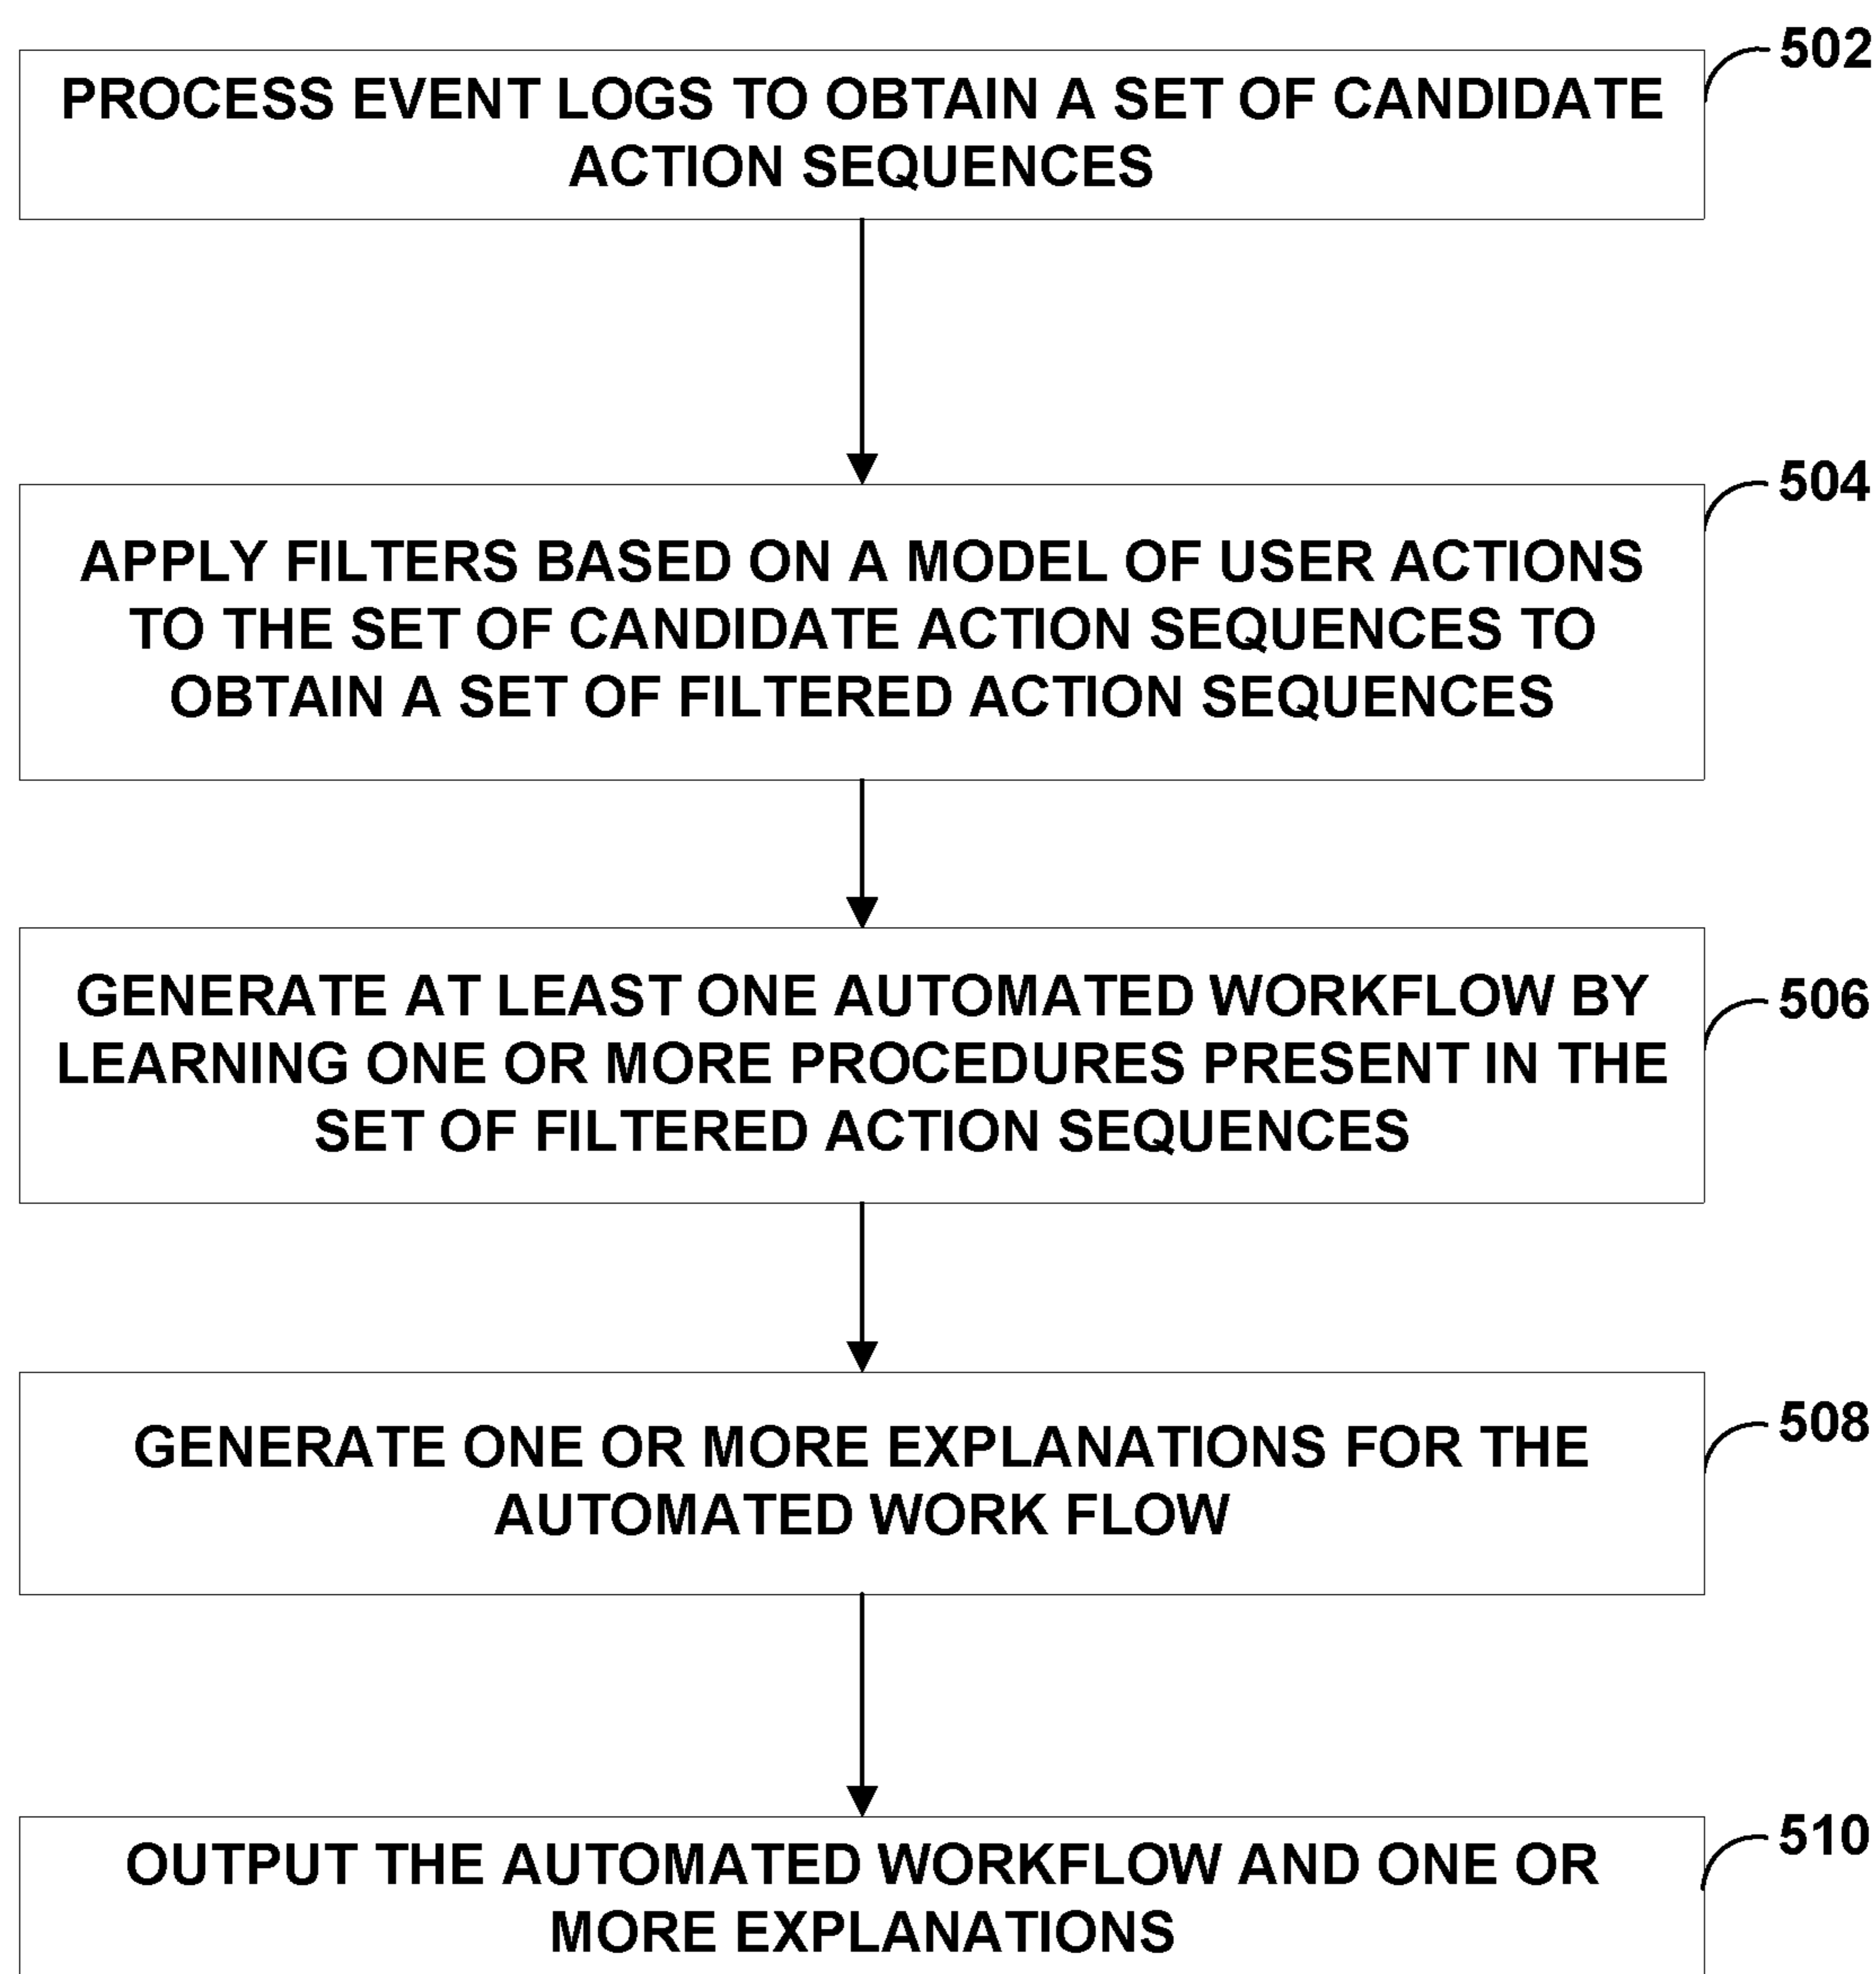 502
PROCESS EVENT LOGS TO OBTAIN A SET OF CANDIDATE
ACTION SEQUENCES
504
APPLY FILTERS BASED ON A MODEL OF USER ACTIONS
TO THE SET OF CANDIDATE ACTION SEQUENCES TO
OBTAIN A SET OF FILTERED ACTION SEQUENCES
506
GENERATE AT LEAST ONE AUTOMATED WORKFLOW BY
LEARNING ONE OR MORE PROCEDURES PRESENT IN THE
SET OF FILTERED ACTION SEQUENCES
508
GENERATE ONE OR MORE EXPLANATIONS FOR THE
AUTOMATED WORK FLOW
510
OUTPUT THE AUTOMATED WORKFLOW AND ONE OR
MORE EXPLANATIONS